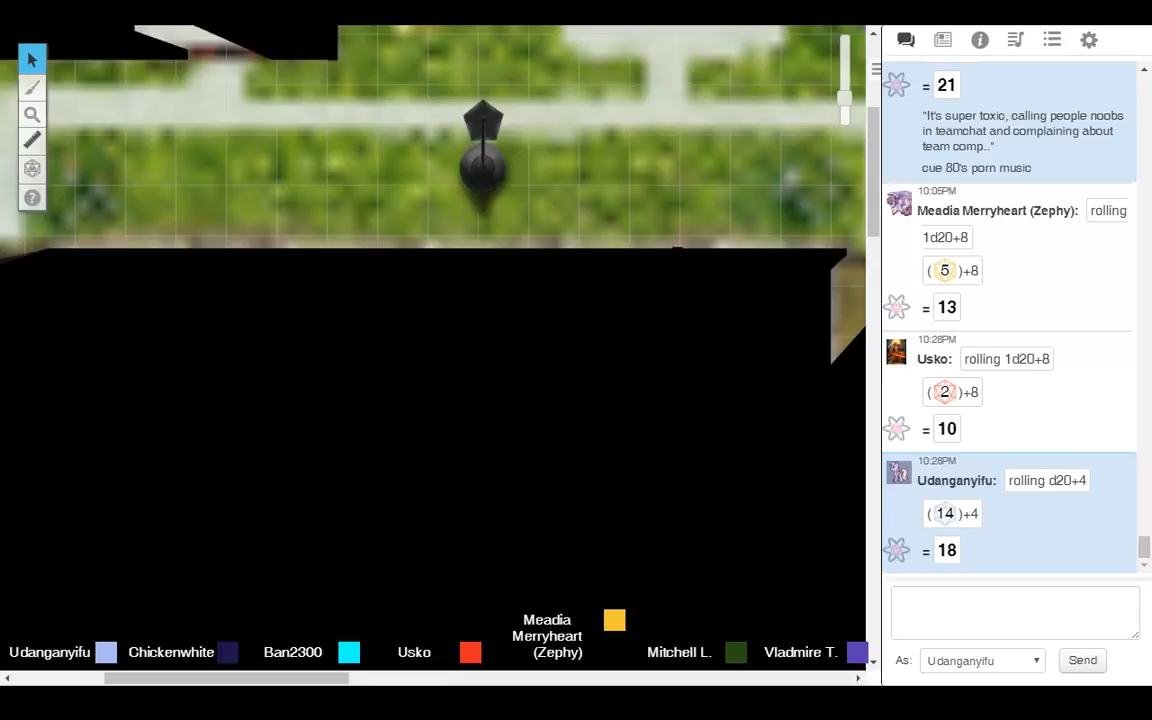 = 21
"It's super toxic, calling people noobs
in teamchat and complaining about
team comp.."
cue 80's porn music
10:05PM
Meadia Merryheart (Zephy): rolling
1d20+8
(5)+8
= 13
10:28PM
Usko: rolling 1d20+8
(2)+8
= 10
10:28PM
Udanganyifu: rolling d20+4
(14)+4
= 18
Udanganyifu
Chickenwhite
Ban2300
Usko
Meadia
Merryheart
(Zephy)
Mitchell L.
Vladmire T.
As: Udanganyifu Send